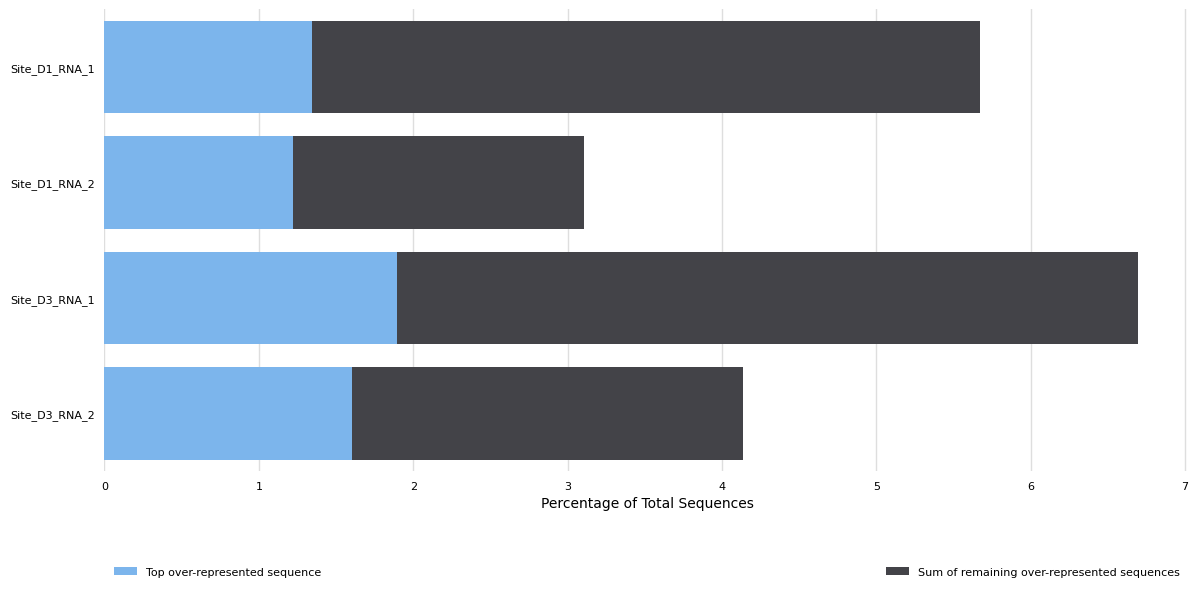 Site_D1_RNA_1
Site_D1_RNA_2
Site_D3_RNA_1
Site_D3_RNA_2
0 1 2 3 4 5 6 7
Percentage of Total Sequences
Top over-represented sequence
Sum of remaining over-represented sequences